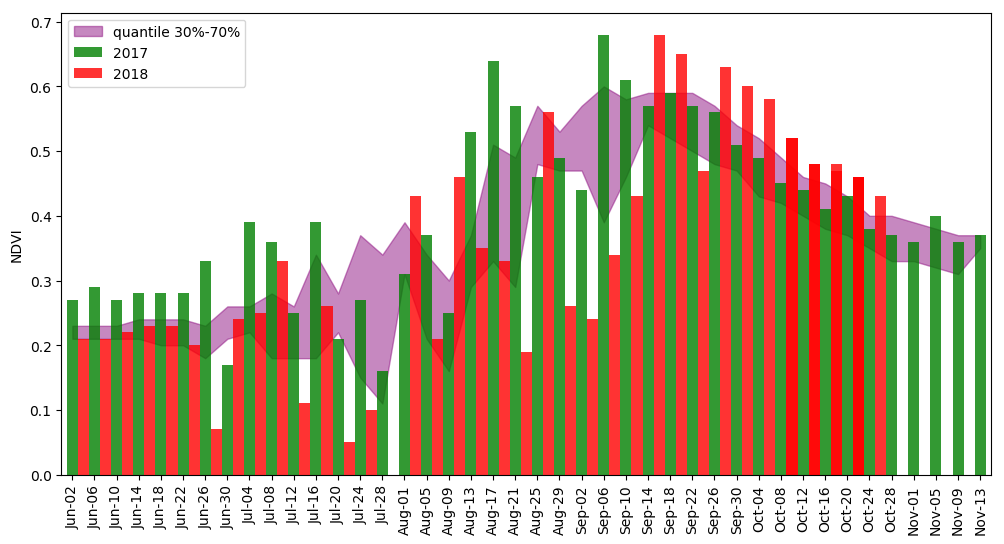 quantile 30%-70%
2017
2018
NDVI
0.7
0.6
0.5
0.4
0.3
0.2
0.1
0.0
Jun-02
Jun-06
Jun-10
Jun-14
Jun-18
Jun-22
Jun-26
Jun-30
Jul-04
Jul-08
Jul-12
Jul-16
Jul-20
Jul-24
Jul-28
Aug-01
Aug-05
Aug-09
Aug-13
Aug-17
Aug-21
Aug-25
Aug-29
Sep-02
Sep-06
Sep-10
Sep-14
Sep-18
Sep-22
Sep-26
Sep-30
Oct-04
Oct-08
Oct-12
Oct-16
Oct-20
Oct-24
Oct-28
Nov-01
Nov-05
Nov-09
Nov-13